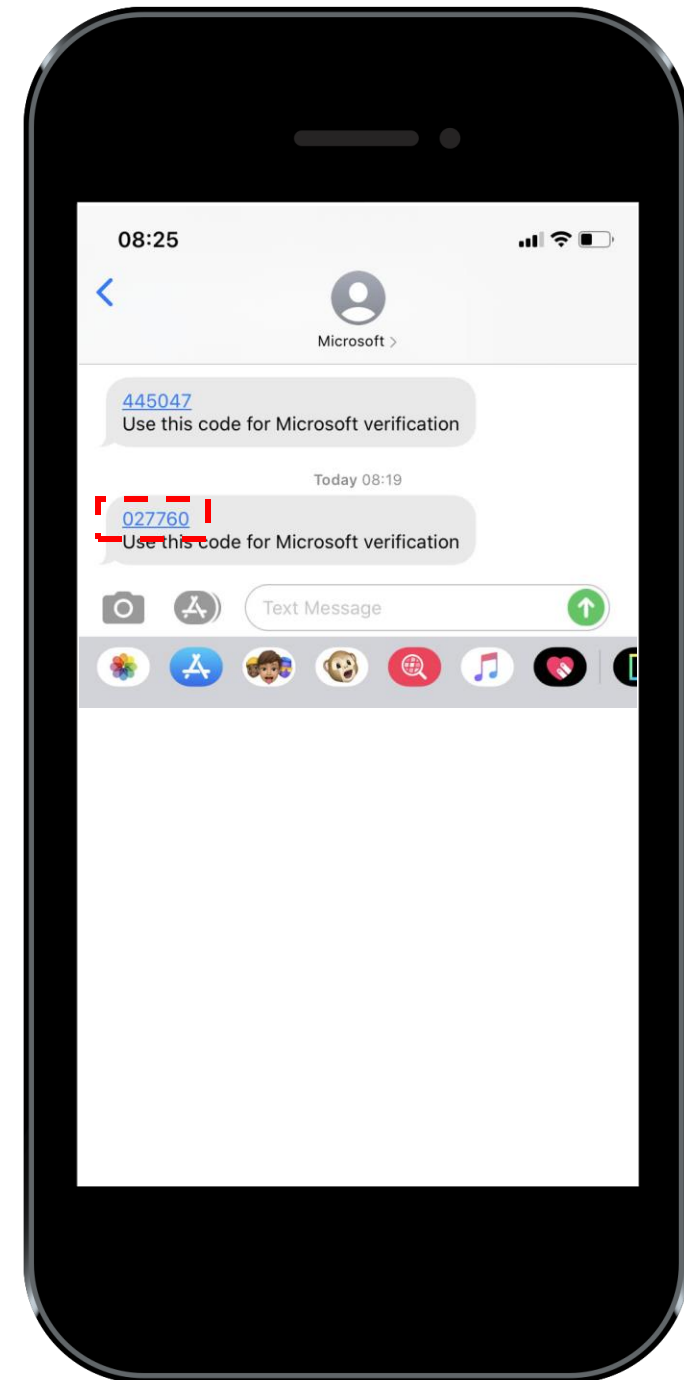 08:25
Microsoft >
445047
Use this code for Microsoft verification
Today 08:19
027760
Use this code for Microsoft verification
Text Message